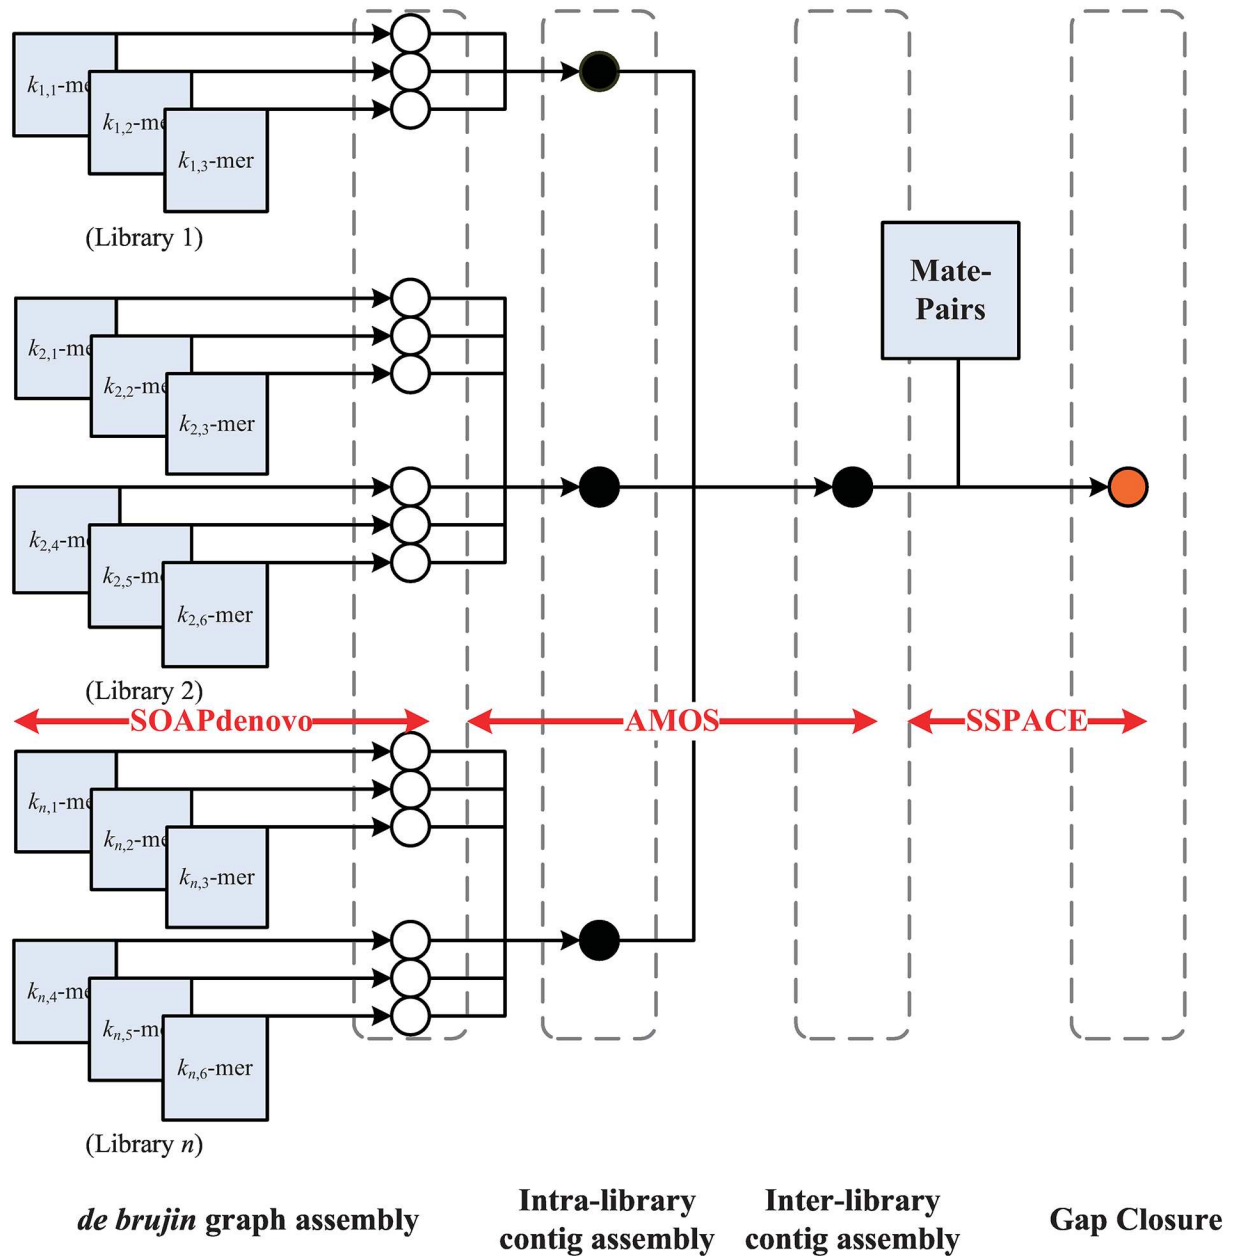 k1,1-me
k1,2-me
k1,3-mer
(Library 1)
Mate-
Pairs
k2,1-me
k2,2-me
k2,3-mer
k2,4-me
k2,5-me
k2,6-mer
(Library 2)
SOAPdenovo
AMOS
SSPACE
kn,1-me
kn,2-me
kn,3-mer
kn,4-me
kn,5-me
kn,6-mer
(Library n)
de brujin graph assembly
Intra-library
contig assembly
Inter-library
contig assembly
Gap Closure